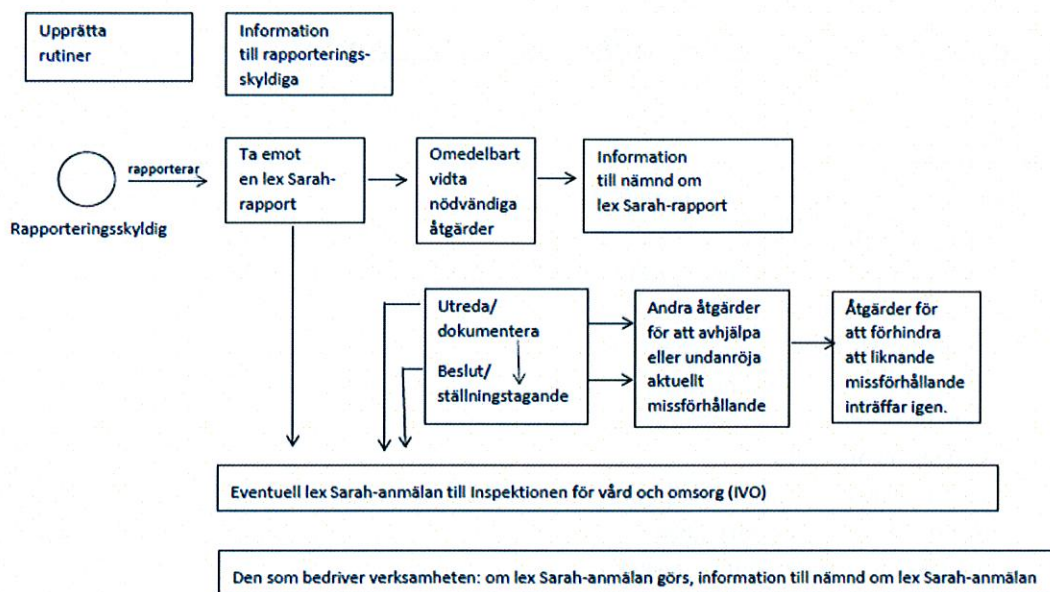 Upprätta
rutiner
Information
till rapporterings-
skyldiga
rapporterar
Rapporteringsskyldig
Ta emot
en lex Sarah-
rapport
Omedelbart
vidta
nödvändiga
åtgärder
Information
till nämnd om
lex Sarah-rapport
Utreda/
dokumentera
Beslut/
ställningstagande
Andra åtgärder
för att avhjälpa
eller undanröja
aktuellt
missförhållande
Åtgärder för
att förhindra
att liknande
missförhållande
inträffar igen.
Eventuell lex Sarah-anmälan till Inspektionen för vård och omsorg (IVO)
Den som bedriver verksamheten: om lex Sarah-anmälan görs, information till nämnd om lex Sarah-anmälan